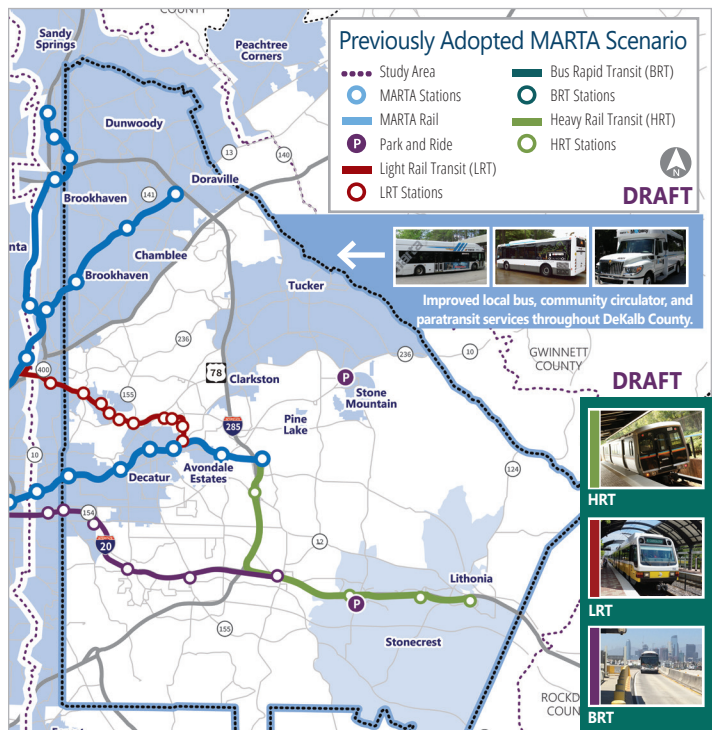 COUNTY
Sandy
Springs
Peachtree
Corners
Previously Adopted MARTA Scenario
Study Area
MARTA Stations
MARTA Rail
P
Park and Ride
Light Rail Transit (LRT)
LRT Stations
Bus Rapid Transit (BRT)
BRT Stations
Heavy Rail Transit (HRT)
HRT Stations
N
DRAFT
Dunwoody
13
140
Doraville
141
Brookhaven
nta
Chamblee
Brookhaven
Tucker
Improved local bus, community circulator, and
paratransit services throughout DeKalb County.
236
236
10
GWINNETT
COUNTY
400
78
Clarkston
P
DRAFT
155
Stone
Mountain
Pine
Lake
285
10
Avondale
Estates
Decatur
124
HRT
154
20
12
Lithonia
P
LRT
155
Stonecrest
ROCKD
COUN
BRT